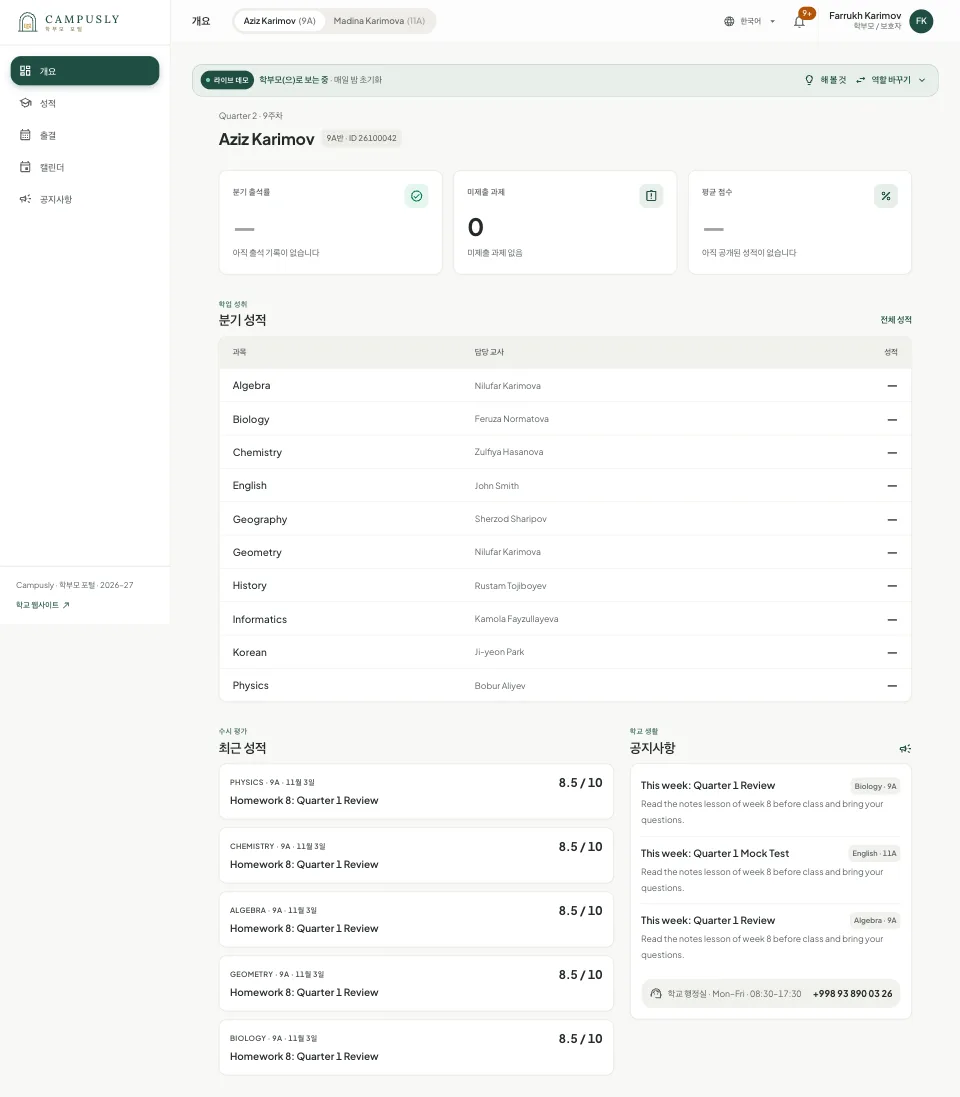 CAMPUSLY
학부모 포털
개요
Aziz Karimov (9A)
Madina Karimova (11A)
한국어
9+
Farrukh Karimov
학부모 / 보호자
FK
개요
성적
출결
캘린더
공지사항
라이브 데모
학부모(으)로 보는 중 · 매일 밤 초기화
해 볼 것
역할 바꾸기
Quarter 2 · 9주차
Aziz Karimov
9A반 · ID 26100042
분기 출석률
—
아직 출석 기록이 없습니다
미제출 과제
0
미제출 과제 없음
평균 점수
%
—
아직 공개된 성적이 없습니다
학업 성취
분기 성적
전체 성적
과목 담당 교사 성적
Algebra Nilufar Karimova —
Biology Feruza Normatova —
Chemistry Zulfiya Hasanova —
English John Smith —
Geography Sherzod Sharipov —
Geometry Nilufar Karimova —
History Rustam Tojiboyev —
Informatics Kamola Fayzullayeva —
Korean Ji-yeon Park —
Physics Bobur Aliyev —
Campusly · 학부모 포털 · 2026–27
학교 웹사이트
수시 평가
최근 성적
PHYSICS · 9A · 11월 3일
8.5 / 10
Homework 8: Quarter 1 Review
CHEMISTRY · 9A · 11월 3일
8.5 / 10
Homework 8: Quarter 1 Review
ALGEBRA · 9A · 11월 3일
8.5 / 10
Homework 8: Quarter 1 Review
GEOMETRY · 9A · 11월 3일
8.5 / 10
Homework 8: Quarter 1 Review
BIOLOGY · 9A · 11월 3일
8.5 / 10
Homework 8: Quarter 1 Review
학교 생활
공지사항
This week: Quarter 1 Review
Biology · 9A
Read the notes lesson of week 8 before class and bring your
questions.
This week: Quarter 1 Mock Test
English · 11A
Read the notes lesson of week 8 before class and bring your
questions.
This week: Quarter 1 Review
Algebra · 9A
Read the notes lesson of week 8 before class and bring your
questions.
학교 행정실 · Mon–Fri · 08:30–17:30
+998 93 890 03 26